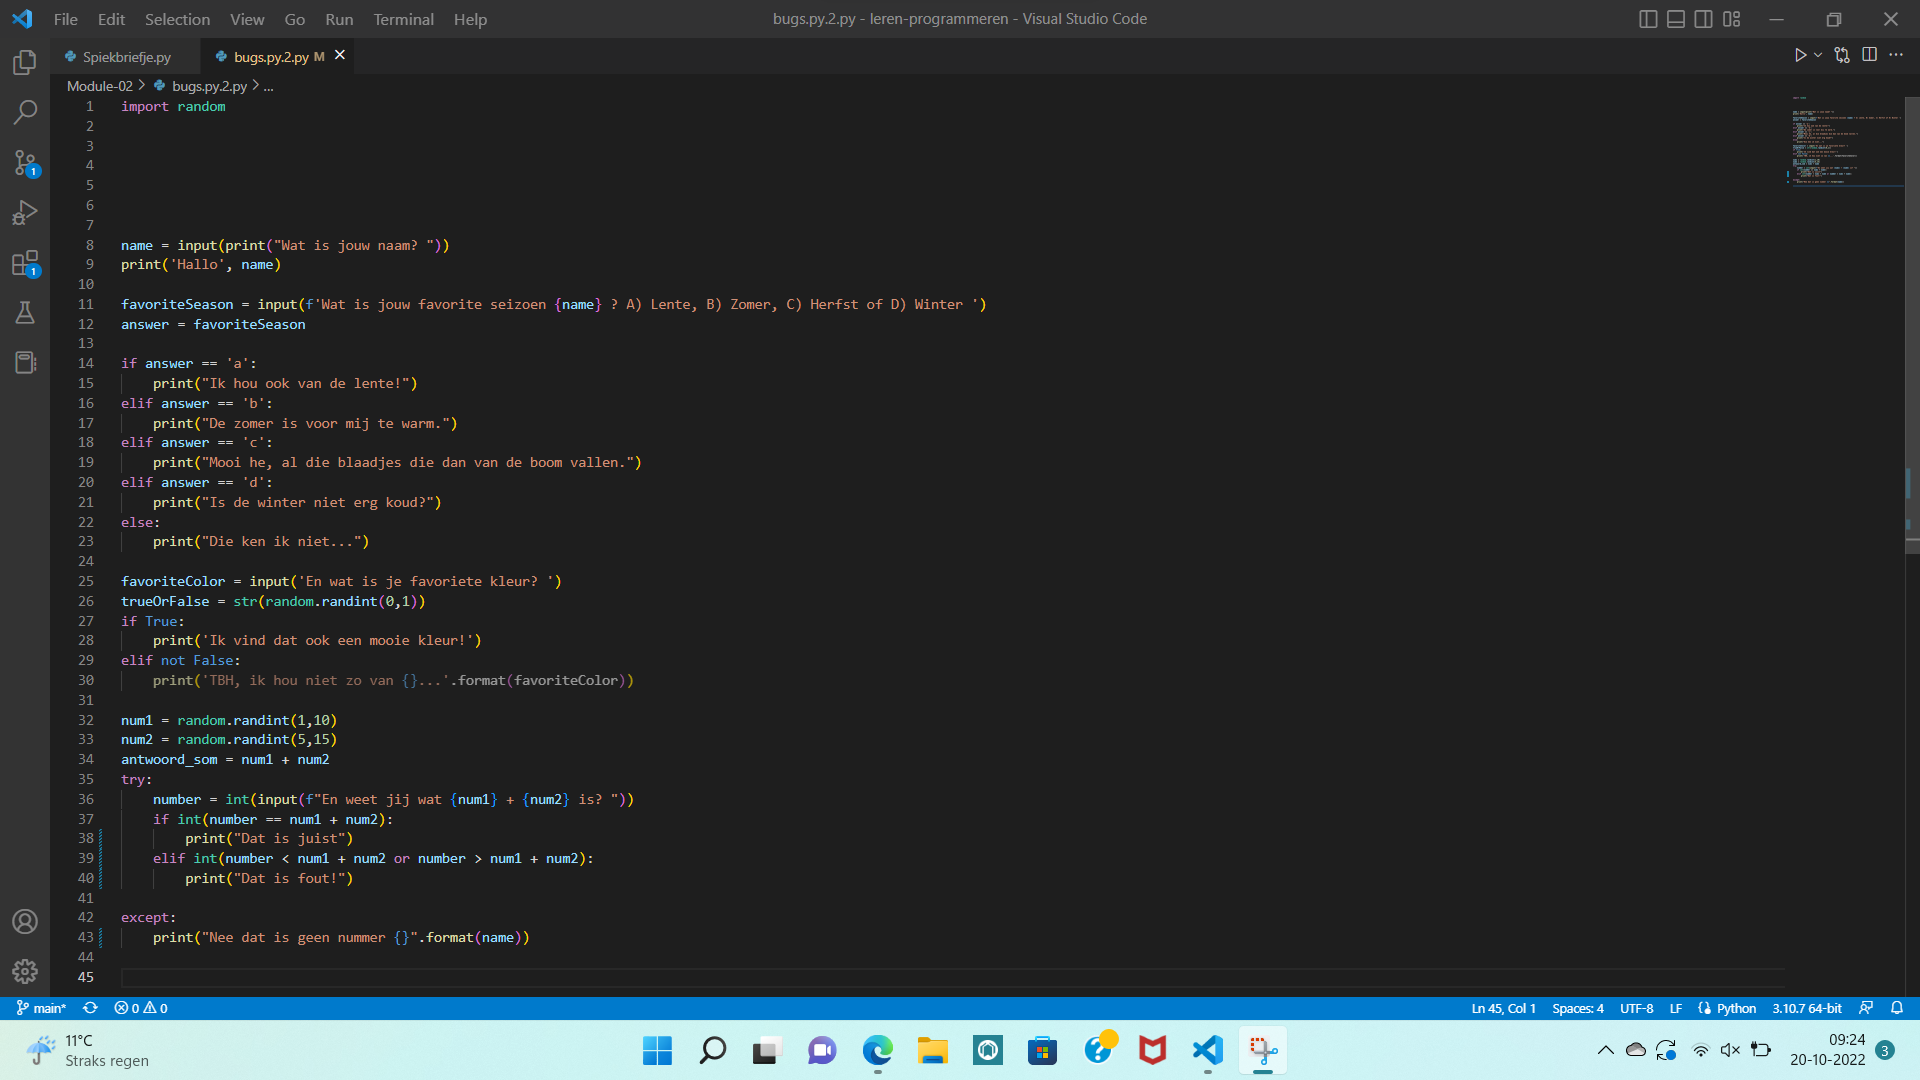 File Edit Selection View Go Run Terminal Help
bugs.py.2.py - leren-programmeren - Visual Studio Code
Spiekbriefje.py
bugs.py.2.py M
Module-02 > bugs.py.2.py > ...
1 import random
2
3
4
5
6
7
8 name = input(print("Wat is jouw naam? "))
9 print('Hallo', name)
10
11 favoriteSeason = input(f'Wat is jouw favorite seizoen {name} ? A) Lente, B) Zomer, C) Herfst of D) Winter ')
12 answer = favoriteSeason
13
14 if answer == 'a':
15 print("Ik hou ook van de lente!")
16 elif answer == 'b':
17 print("De zomer is voor mij te warm.")
18 elif answer == 'c':
19 print("Mooi he, al die blaadjes die dan van de boom vallen.")
20 elif answer == 'd':
21 print("Is de winter niet erg koud?")
22 else:
23 print("Die ken ik niet...")
24
25 favoriteColor = input('En wat is je favoriete kleur? ')
26 trueOrFalse = str(random.randint(0,1))
27 if True:
28 print('Ik vind dat ook een mooie kleur!')
29 elif not False:
30 print('TBH, ik hou niet zo van {}...'.format(favoriteColor))
31
32 num1 = random.randint(1,10)
33 num2 = random.randint(5,15)
34 antwoord_som = num1 + num2
35 try:
36 number = int(input(f"En weet jij wat {num1} + {num2} is? "))
37 if int(number == num1 + num2):
38 print("Dat is juist")
39 elif int(number < num1 + num2 or number > num1 + num2):
40 print("Dat is fout!")
41
42 except:
43 print("Nee dat is geen nummer {}".format(name))
44
45
1
1
main* 0 0
Ln 45, Col 1 Spaces: 4 UTF-8 LF Python 3.10.7 64-bit
11°C
Straks regen
09:24
20-10-2022
3